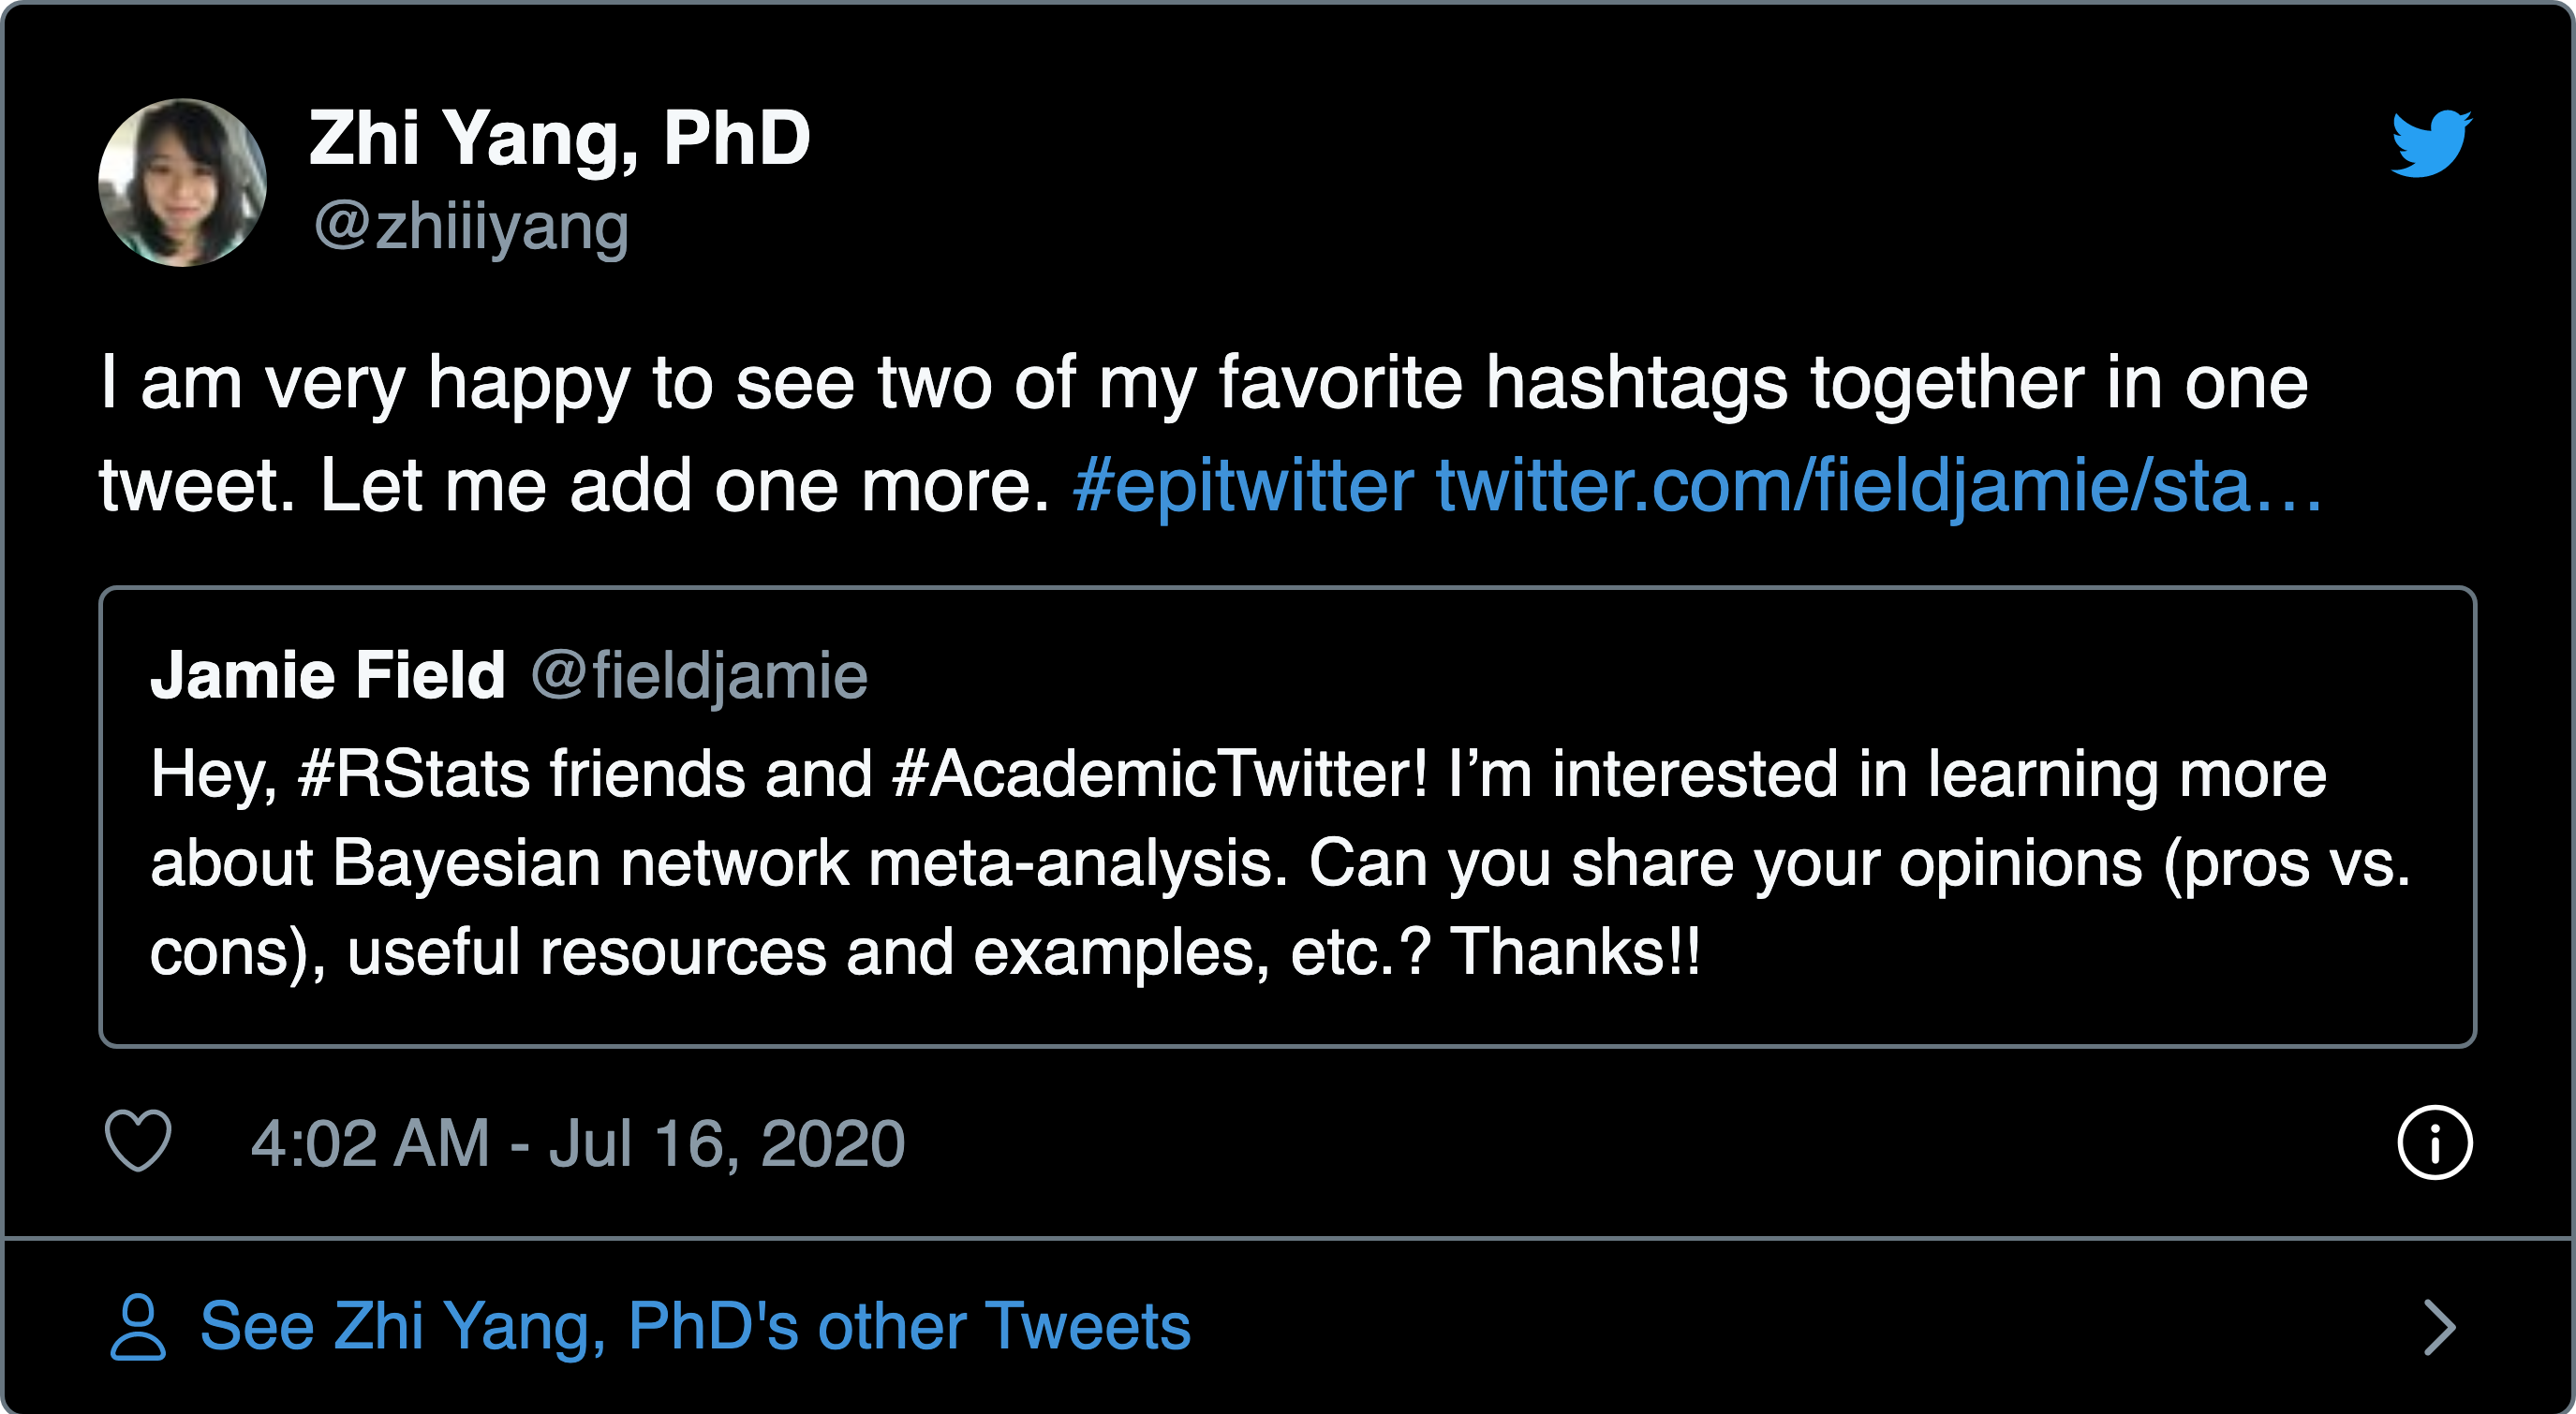 Zhi Yang, PhD
@zhiiiyang
I am very happy to see two of my favorite hashtags together in one
tweet. Let me add one more. #epitwitter twitter.com/fieldjamie/sta…
Jamie Field @fieldjamie
Hey, #RStats friends and #AcademicTwitter! I’m interested in learning more
about Bayesian network meta-analysis. Can you share your opinions (pros vs.
cons), useful resources and examples, etc.? Thanks!!
4:02 AM - Jul 16, 2020
See Zhi Yang, PhD's other Tweets